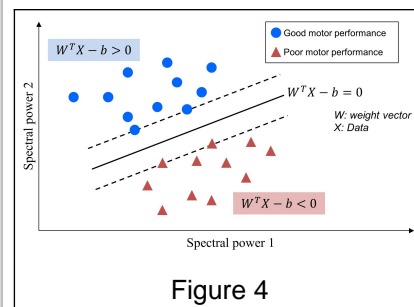 Good motor performance
Poor motor performance
W^T X − b > 0
W^T X − b = 0
W: weight vector
X: Data
W^T X − b < 0
Spectral power 2
Spectral power 1
Figure 4